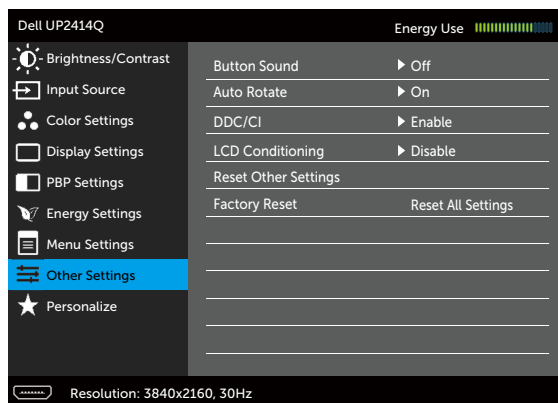 Dell UP2414Q
Energy Use
Brightness/Contrast
Input Source
Color Settings
Display Settings
PBP Settings
Energy Settings
Menu Settings
Other Settings
Personalize
Button Sound Off
Auto Rotate On
DDC/CI Enable
LCD Conditioning Disable
Reset Other Settings
Factory Reset Reset All Settings
Resolution: 3840x2160, 30Hz